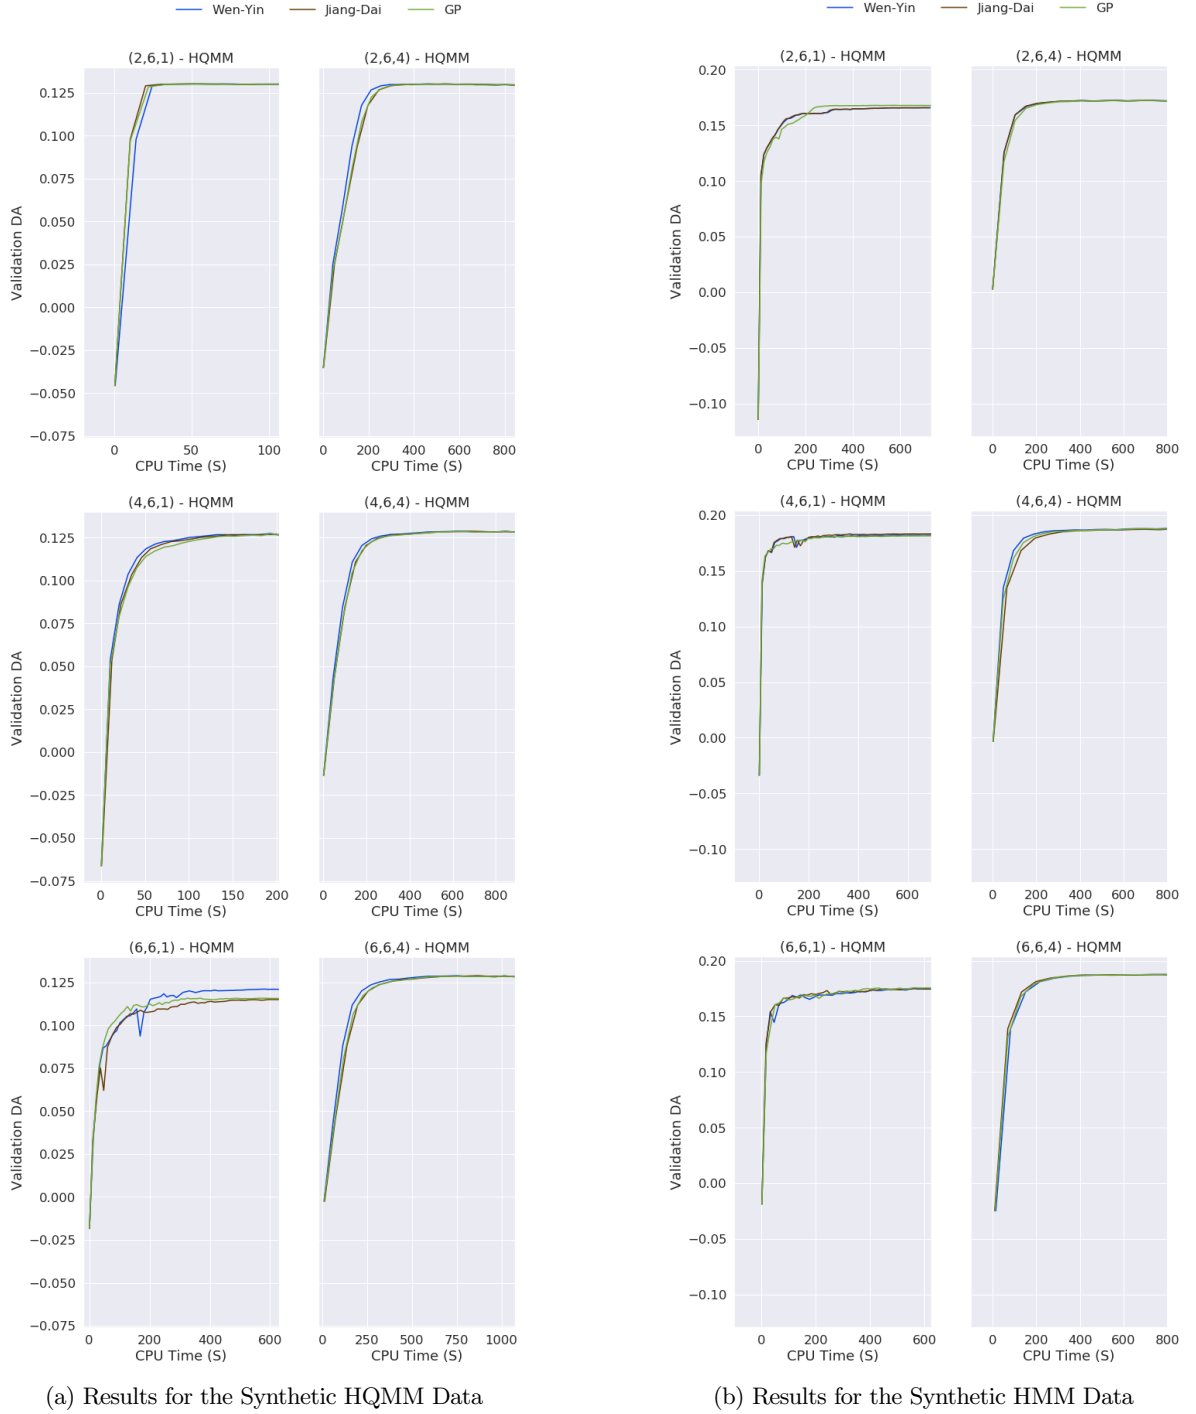 Wen-Yin Jiang-Dai GP
(2,6,1) - HQMM (2,6,4) - HQMM
Validation DA
0.125
0.100
0.075
0.050
0.025
0.000
−0.025
−0.050
−0.075
0 50 100
0 200 400 600 800
CPU Time (S) CPU Time (S)
(4,6,1) - HQMM (4,6,4) - HQMM
Validation DA
0.125
0.100
0.075
0.050
0.025
0.000
−0.025
−0.050
−0.075
0 50 100 150 200
0 200 400 600 800
CPU Time (S) CPU Time (S)
(6,6,1) - HQMM (6,6,4) - HQMM
Validation DA
0.125
0.100
0.075
0.050
0.025
0.000
−0.025
−0.050
−0.075
0 200 400 600
0 250 500 750 1000
CPU Time (S) CPU Time (S)
(a) Results for the Synthetic HQMM Data
Wen-Yin Jiang-Dai GP
(2,6,1) - HQMM (2,6,4) - HQMM
Validation DA
0.20
0.15
0.10
0.05
0.00
−0.05
−0.10
0 200 400 600
0 200 400 600 800
CPU Time (S) CPU Time (S)
(4,6,1) - HQMM (4,6,4) - HQMM
Validation DA
0.20
0.15
0.10
0.05
0.00
−0.05
−0.10
0 200 400 600
0 200 400 600 800
CPU Time (S) CPU Time (S)
(6,6,1) - HQMM (6,6,4) - HQMM
Validation DA
0.20
0.15
0.10
0.05
0.00
−0.05
−0.10
0 200 400 600
0 200 400 600 800
CPU Time (S) CPU Time (S)
(b) Results for the Synthetic HMM Data